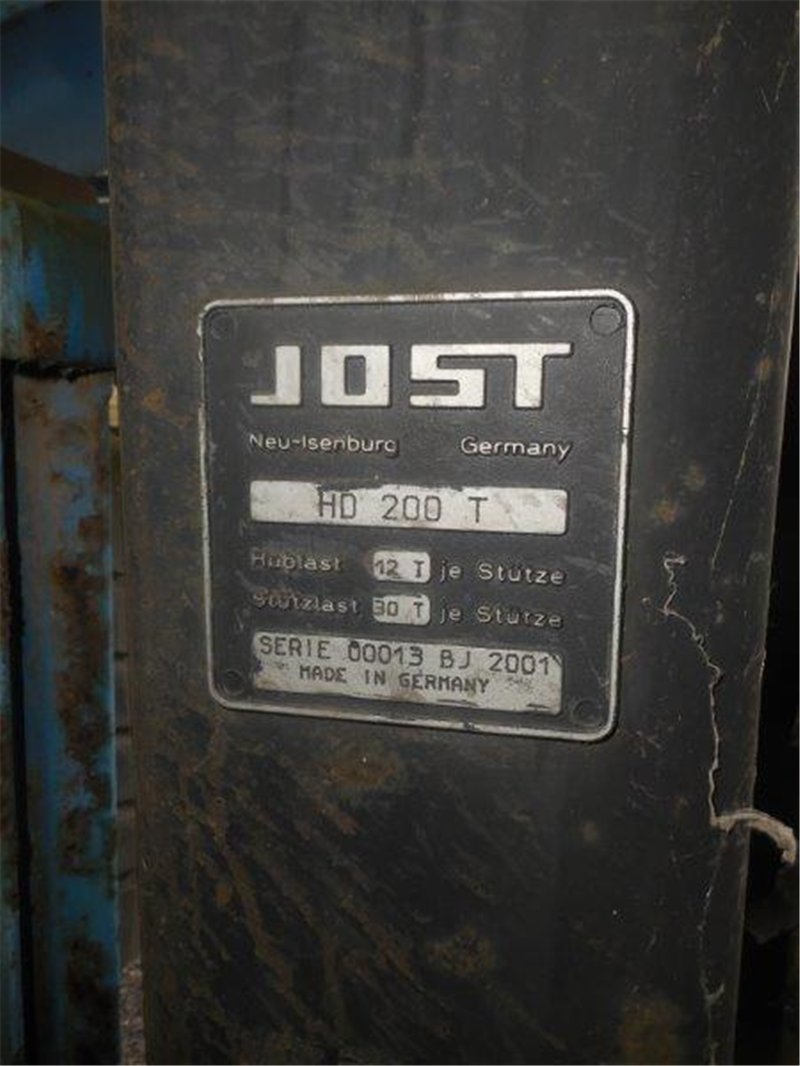 JOST
Neu-Isenburg Germany
HD 200 T
Hublast 12 T je Stütze
Stützlast 30 T je Stütze
SERIE 00013 BJ 2001
MADE IN GERMANY